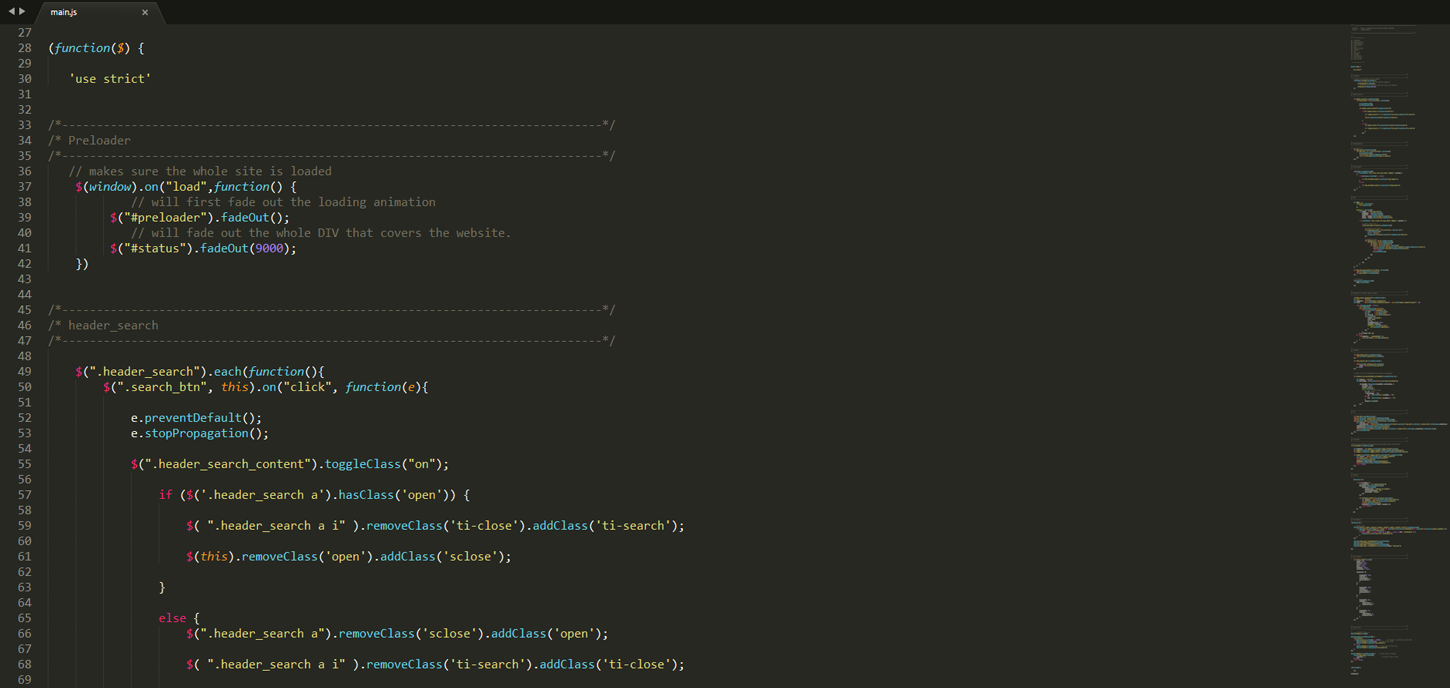 main.js
27
28 (function($) {
29
30 'use strict'
31
32
33 /*------------------------------------------------------------------------------*/
34 /* Preloader
35 /*------------------------------------------------------------------------------*/
36 // makes sure the whole site is loaded
37 $(window).on("load",function() {
38 // will first fade out the loading animation
39 $("#preloader").fadeOut();
40 // will fade out the whole DIV that covers the website.
41 $("#status").fadeOut(9000);
42 })
43
44
45 /*------------------------------------------------------------------------------*/
46 /* header_search
47 /*------------------------------------------------------------------------------*/
48
49 $(".header_search").each(function(){
50 $(".search_btn", this).on("click", function(e){
51
52 e.preventDefault();
53 e.stopPropagation();
54
55 $(".header_search_content").toggleClass("on");
56
57 if ($('.header_search a').hasClass('open')) {
58
59 $( ".header_search a i" ).removeClass('ti-close').addClass('ti-search');
60
61 $(this).removeClass('open').addClass('sclose');
62
63 }
64
65 else {
66 $(".header_search a").removeClass('sclose').addClass('open');
67
68 $( ".header_search a i" ).removeClass('ti-search').addClass('ti-close');
69